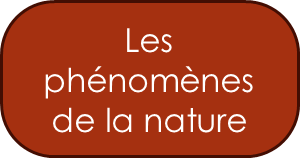 Les
phénomènes
de la nature